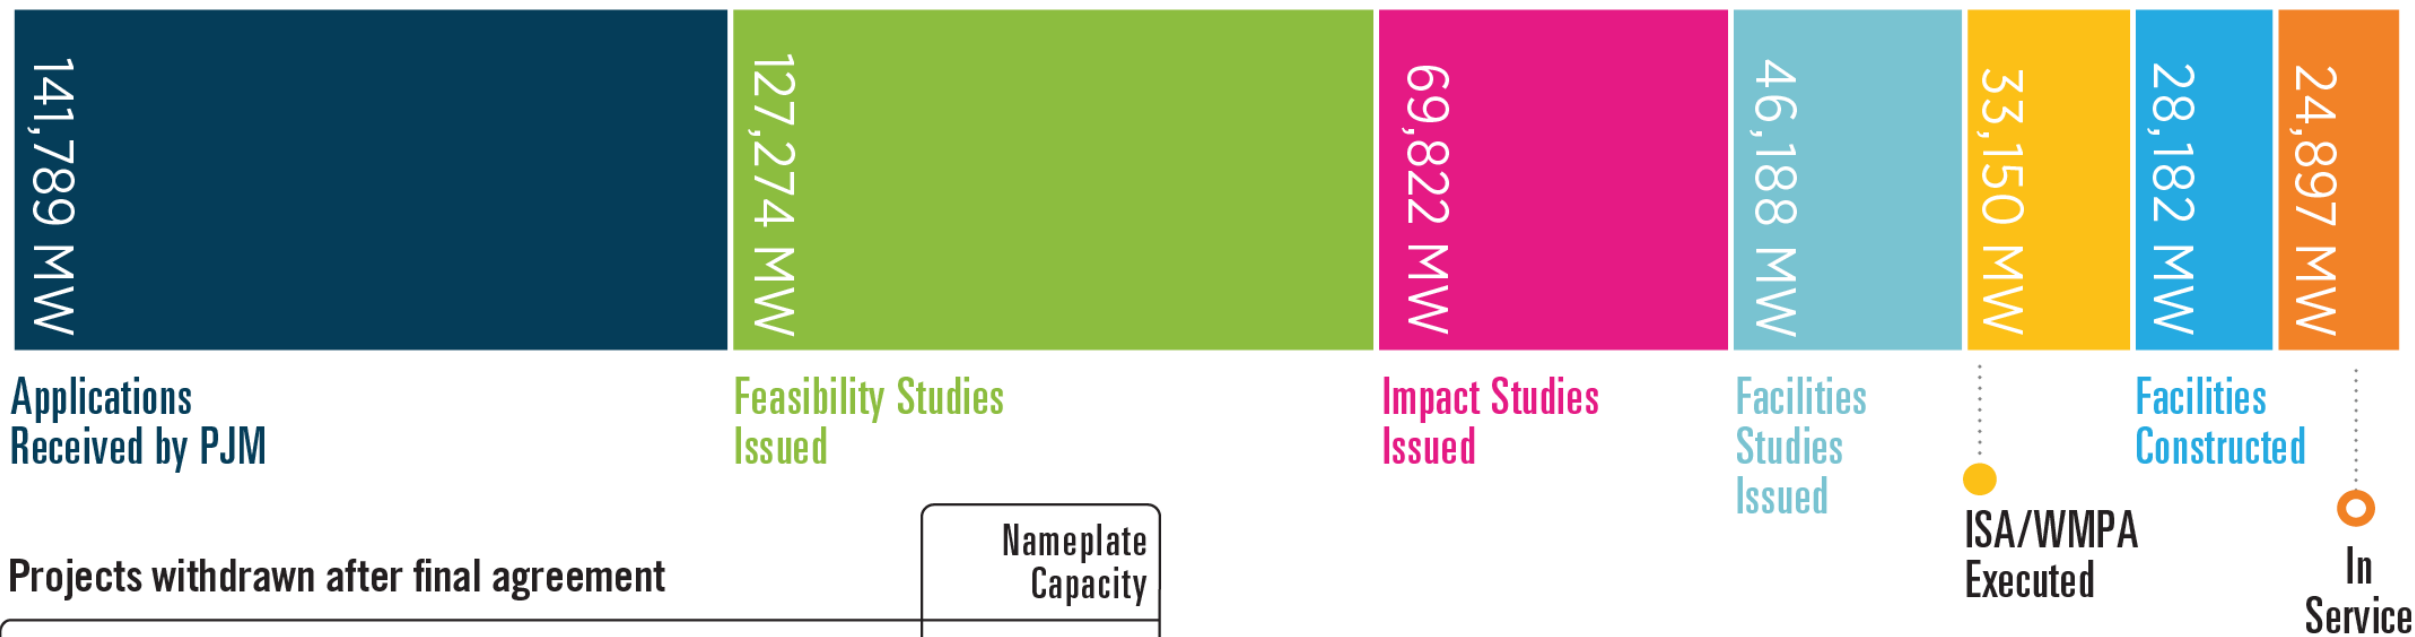 141,789 MW
127,274 MW
69,822 MW
46,188 MW
33,150 MW
28,182 MW
24,897 MW
Applications
Received by PJM
Feasibility Studies
Issued
Impact Studies
Issued
Facilities
Studies
Issued
ISA/WMPA
Executed
Facilities
Constructed
In
Service
Projects withdrawn after final agreement
Nameplate
Capacity